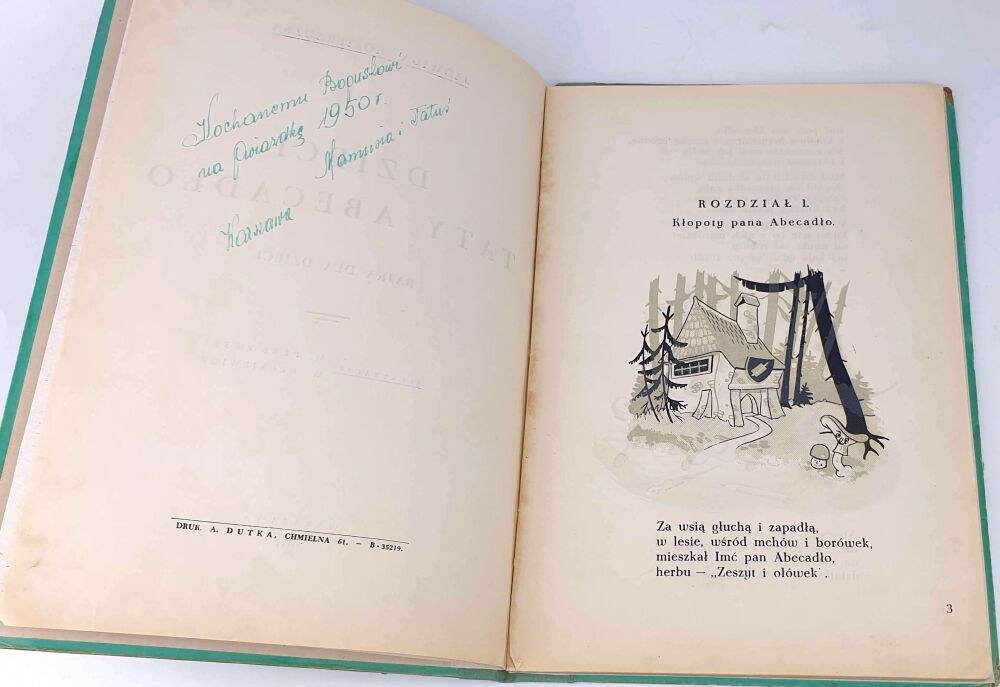 Kochanemu Bogusłowi
na Gwiazdkę 1950 r.
Mamusia i Tatuś
Warszawa
DRUK. A. DUTKA, CHMIELNA 61. — B-35219.
ROZDZIAŁ I.
Kłopoty pana Abecadło.
Za wsią głuchą i zapadłą,
w lesie, wśród mchów i borówek,
mieszkał Imć pan Abecadło,
herbu — „Zeszyt i ołówek”.
3